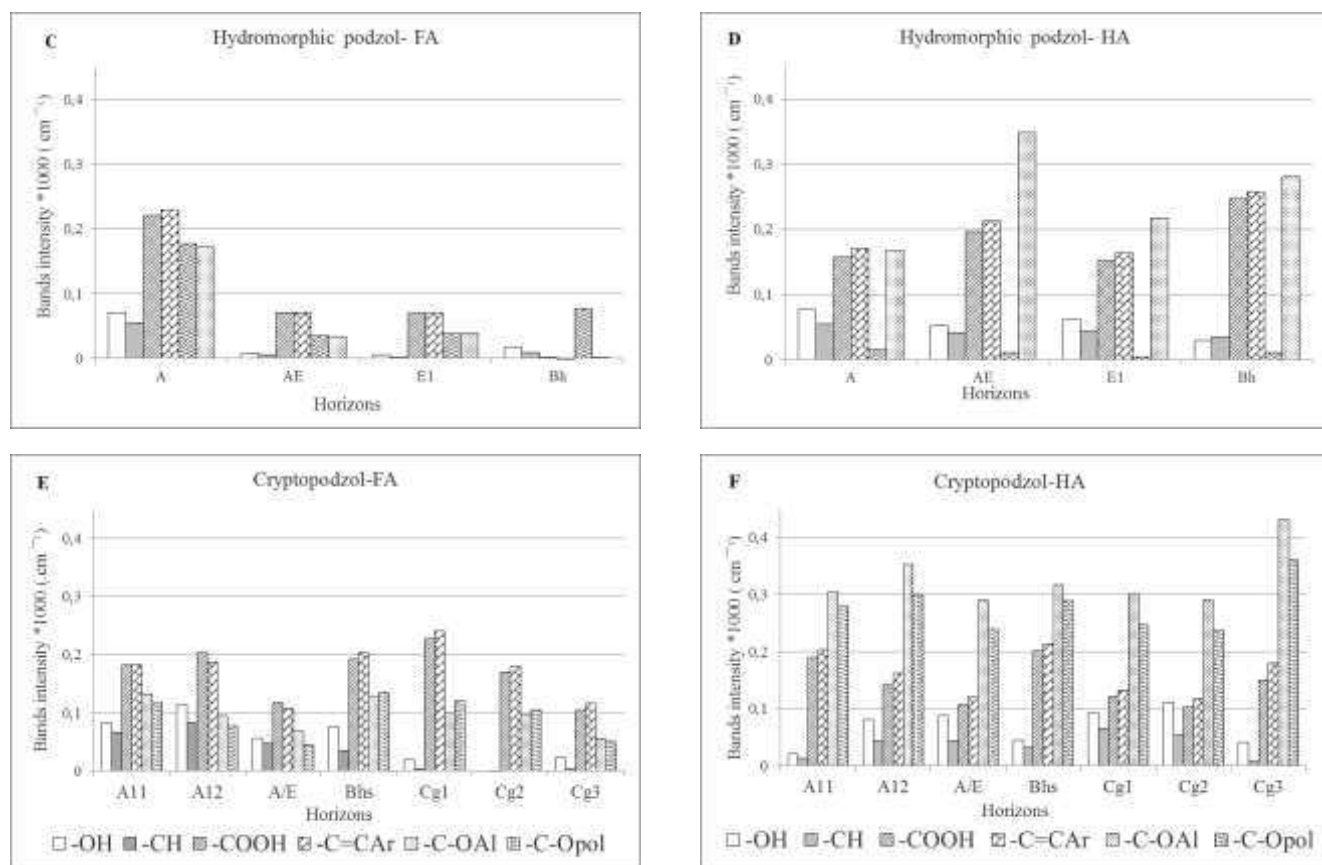 C
Hydromorphic podzol- FA
Bands intensity *1000 ( cm⁻¹)
0,4
0,3
0,2
0,1
0
A AE E1 Bh
Horizons
D
Hydromorphic podzol- HA
Bands intensity *1000 ( cm⁻¹)
0,4
0,3
0,2
0,1
0
A AE E1 Bh
Horizons
E
Cryptopodzol-FA
Bands intensity *1000 (.cm⁻¹)
0,4
0,3
0,2
0,1
0
A11 A12 A/E Bhs Cg1 Cg2 Cg3
Horizons
-OH -CH -COOH -C=CAr -C-OAl -C-Opol
F
Cryptopodzol-HA
Bands intensity *1000 ( cm⁻¹)
0,4
0,3
0,2
0,1
0
A11 A12 A/E Bhs Cg1 Cg2 Cg3
Horizons
-OH -CH -COOH -C=CAr -C-OAl -C-Opol